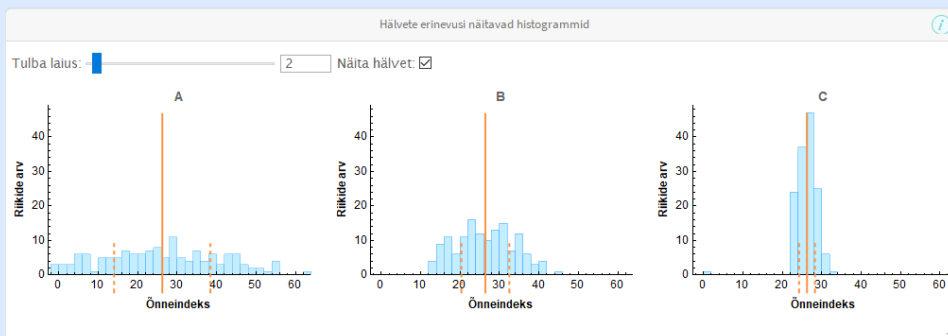 Hälvete erinevusi näitavad histogrammid
i
Tulba laius: 2 Näita hälvet:
A
Riikide arv
40
30
20
10
0
0 10 20 30 40 50 60
Õnneindeks
B
Riikide arv
40
30
20
10
0
0 10 20 30 40 50 60
Õnneindeks
C
Riikide arv
40
30
20
10
0
0 10 20 30 40 50 60
Õnneindeks